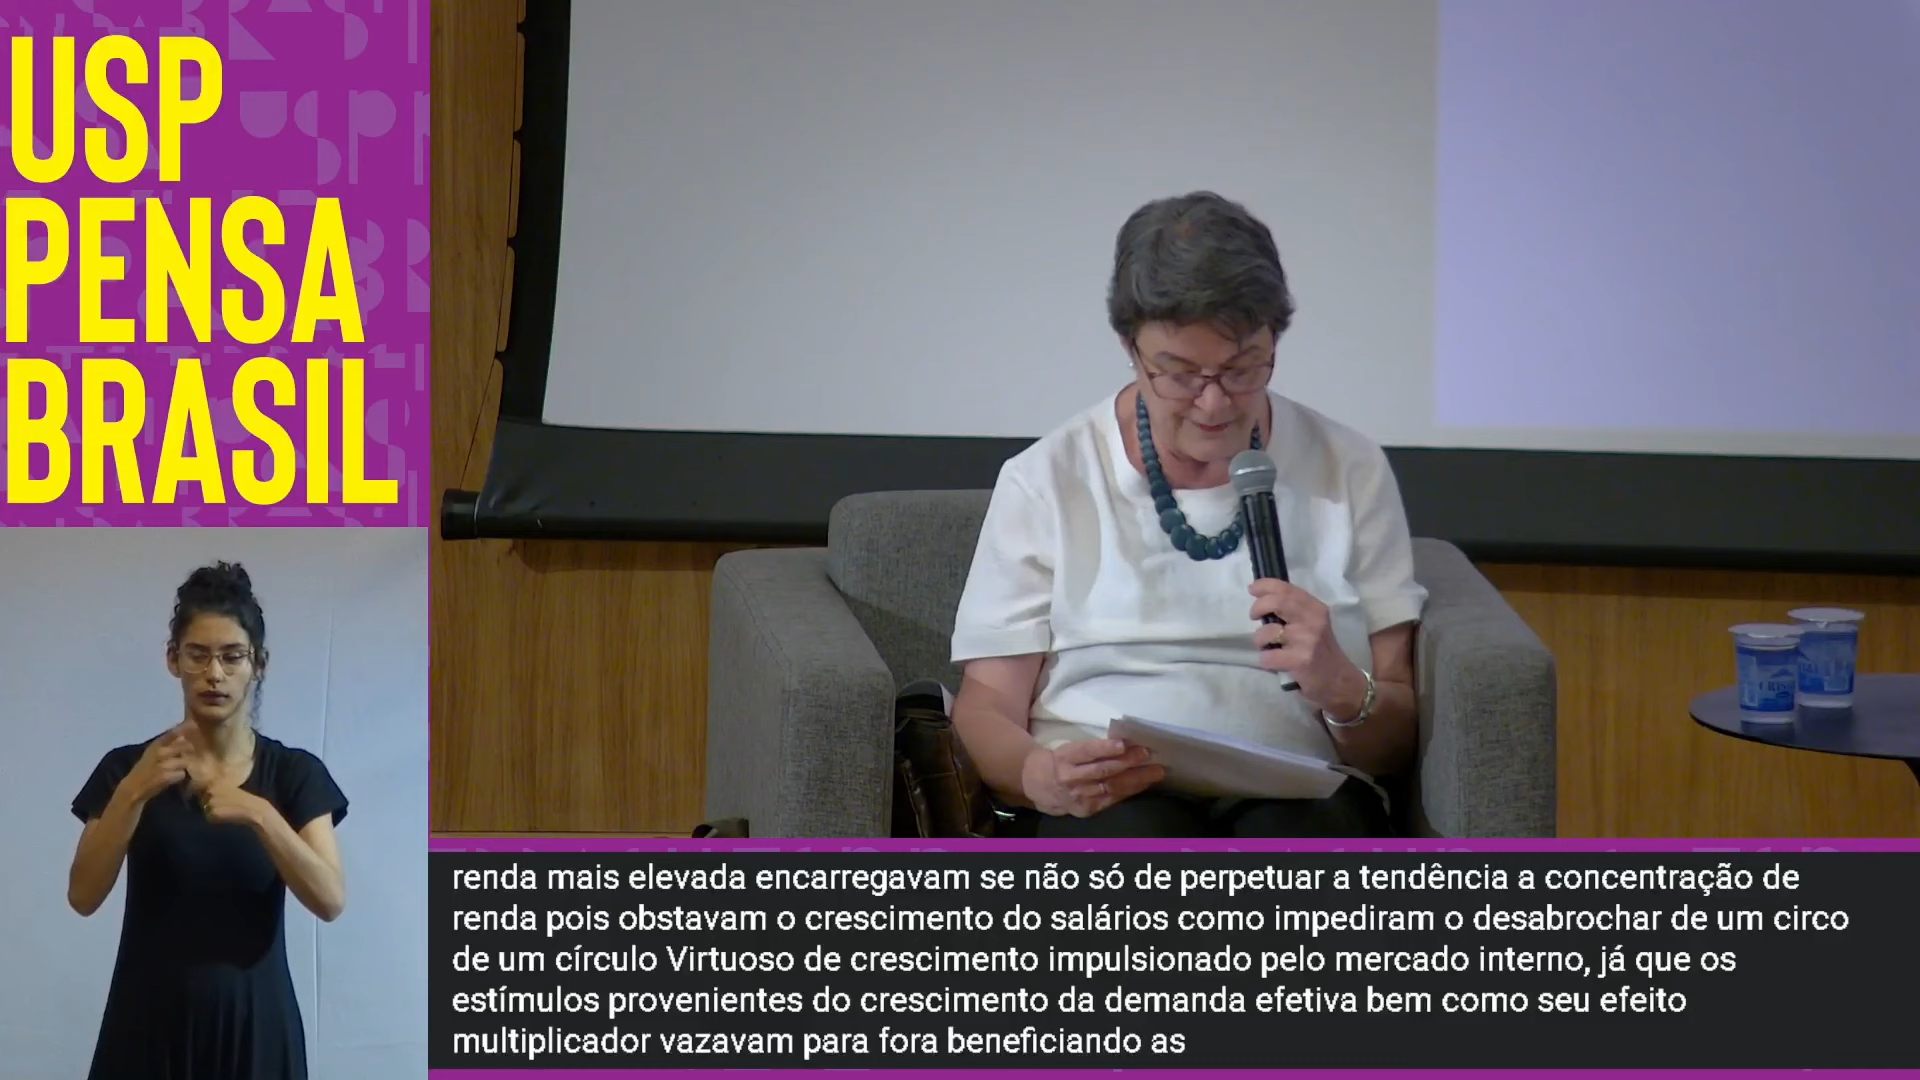 USP
PENSA
BRASIL
renda mais elevada encarregavam se não só de perpetuar a tendência a concentração de
renda pois obstavam o crescimento do salários como impediram o desabrochar de um circo
de um círculo Virtuoso de crescimento impulsionado pelo mercado interno, já que os
estímulos provenientes do crescimento da demanda efetiva bem como seu efeito
multiplicador vazavam para fora beneficiando as